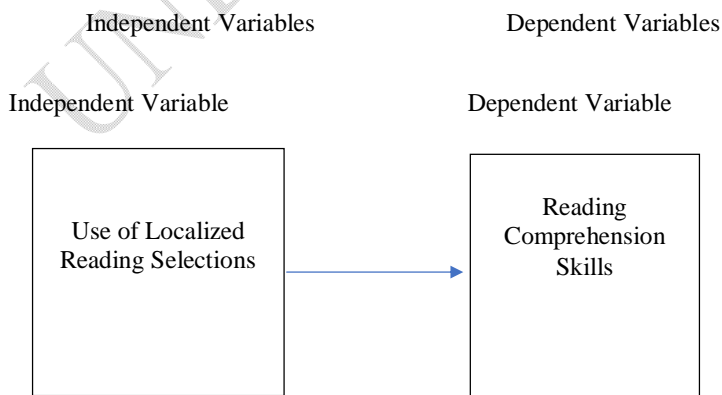 Independent Variables Dependent Variables
Independent Variable Dependent Variable
Use of Localized
Reading Selections
Reading
Comprehension
Skills